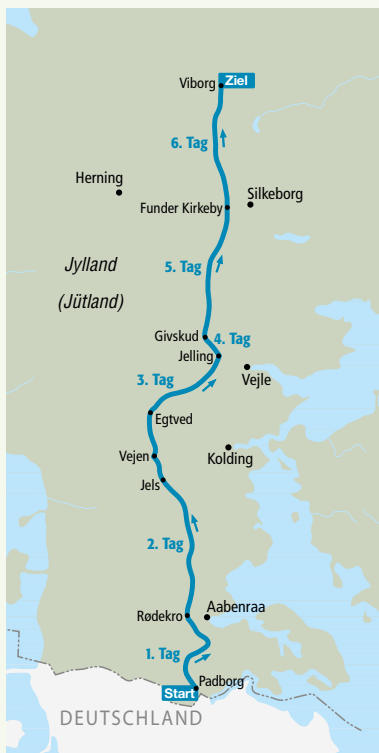 Viborg
Ziel
6. Tag
Herning
Silkeborg
Funder Kirkeby
Jylland
5. Tag
(Jütland)
Givskud
4. Tag
Jelling
3. Tag
Vejle
Egtved
Vejen
Kolding
Jels
2. Tag
Aabenraa
Rødekro
1. Tag
Padborg
Start
DEUTSCHLAND